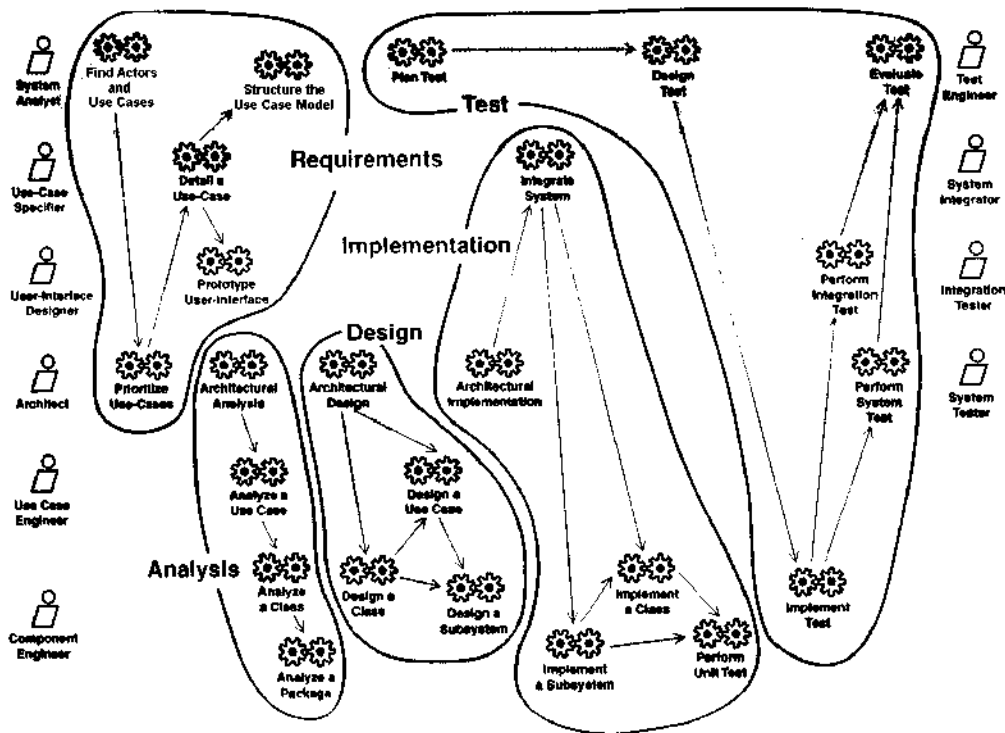 System
Analyst
Find Actors
and
Use Cases
Structure the
Use Case Model
Plan Test
Design
Test
Evaluate
Test
Test
Engineer
Test
Use-Case
Specifier
Detail a
Use-Case
Requirements
Integrate
System
System
Integrator
Implementation
User-Interface
Designer
Prototype
User-Interface
Perform
Integration
Test
Integration
Tester
Design
Architect
Prioritize
Use-Cases
Architectural
Analysis
Architectural
Design
Architectural
Implementation
Perform
System
Test
System
Tester
Use Case
Engineer
Analyze a
Use Case
Design a
Use Case
Analysis
Analyze
a Class
Design a
Class
Design a
Subsystem
Implement
a Class
Implement
Test
Component
Engineer
Analyze a
Package
Implement
a Subsystem
Perform
Unit Test